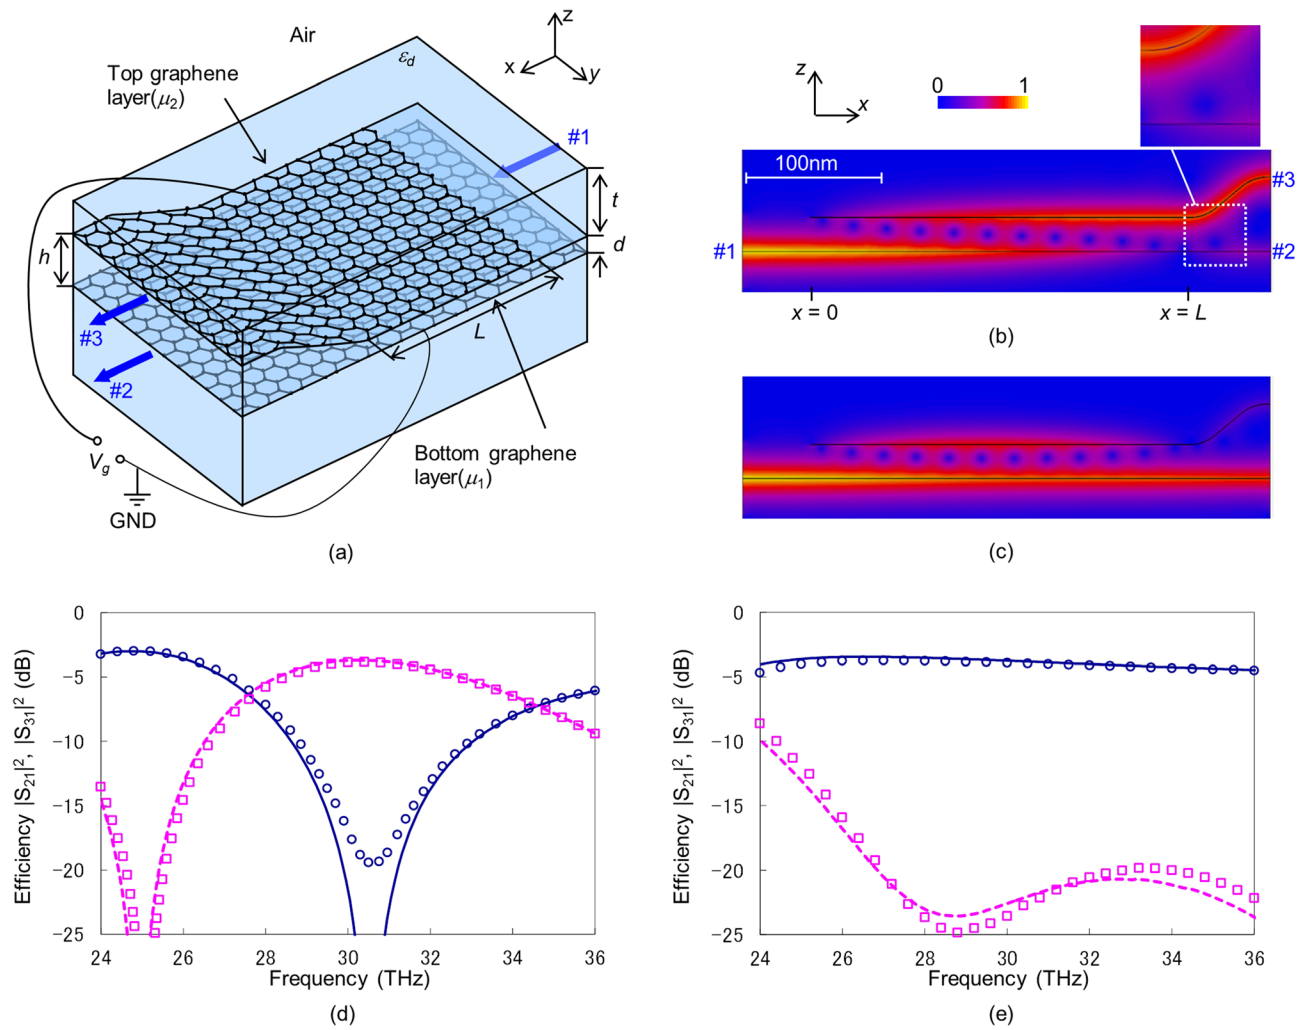 Air
z
x
y
ε_d
Top graphene
layer(μ₂)
#1
t
d
h
L
#3
#2
V_g
GND
Bottom graphene
layer(μ₁)
(a)
z
x
0 1
100nm
#3
#1
#2
x = 0
x = L
(b)
(c)
Efficiency |S₂₁|², |S₃₁|² (dB)
0
−5
−10
−15
−20
−25
24 26 28 30 32 34 36
Frequency (THz)
(d)
Efficiency |S₂₁|², |S₃₁|² (dB)
0
−5
−10
−15
−20
−25
24 26 28 30 32 34 36
Frequency (THz)
(e)